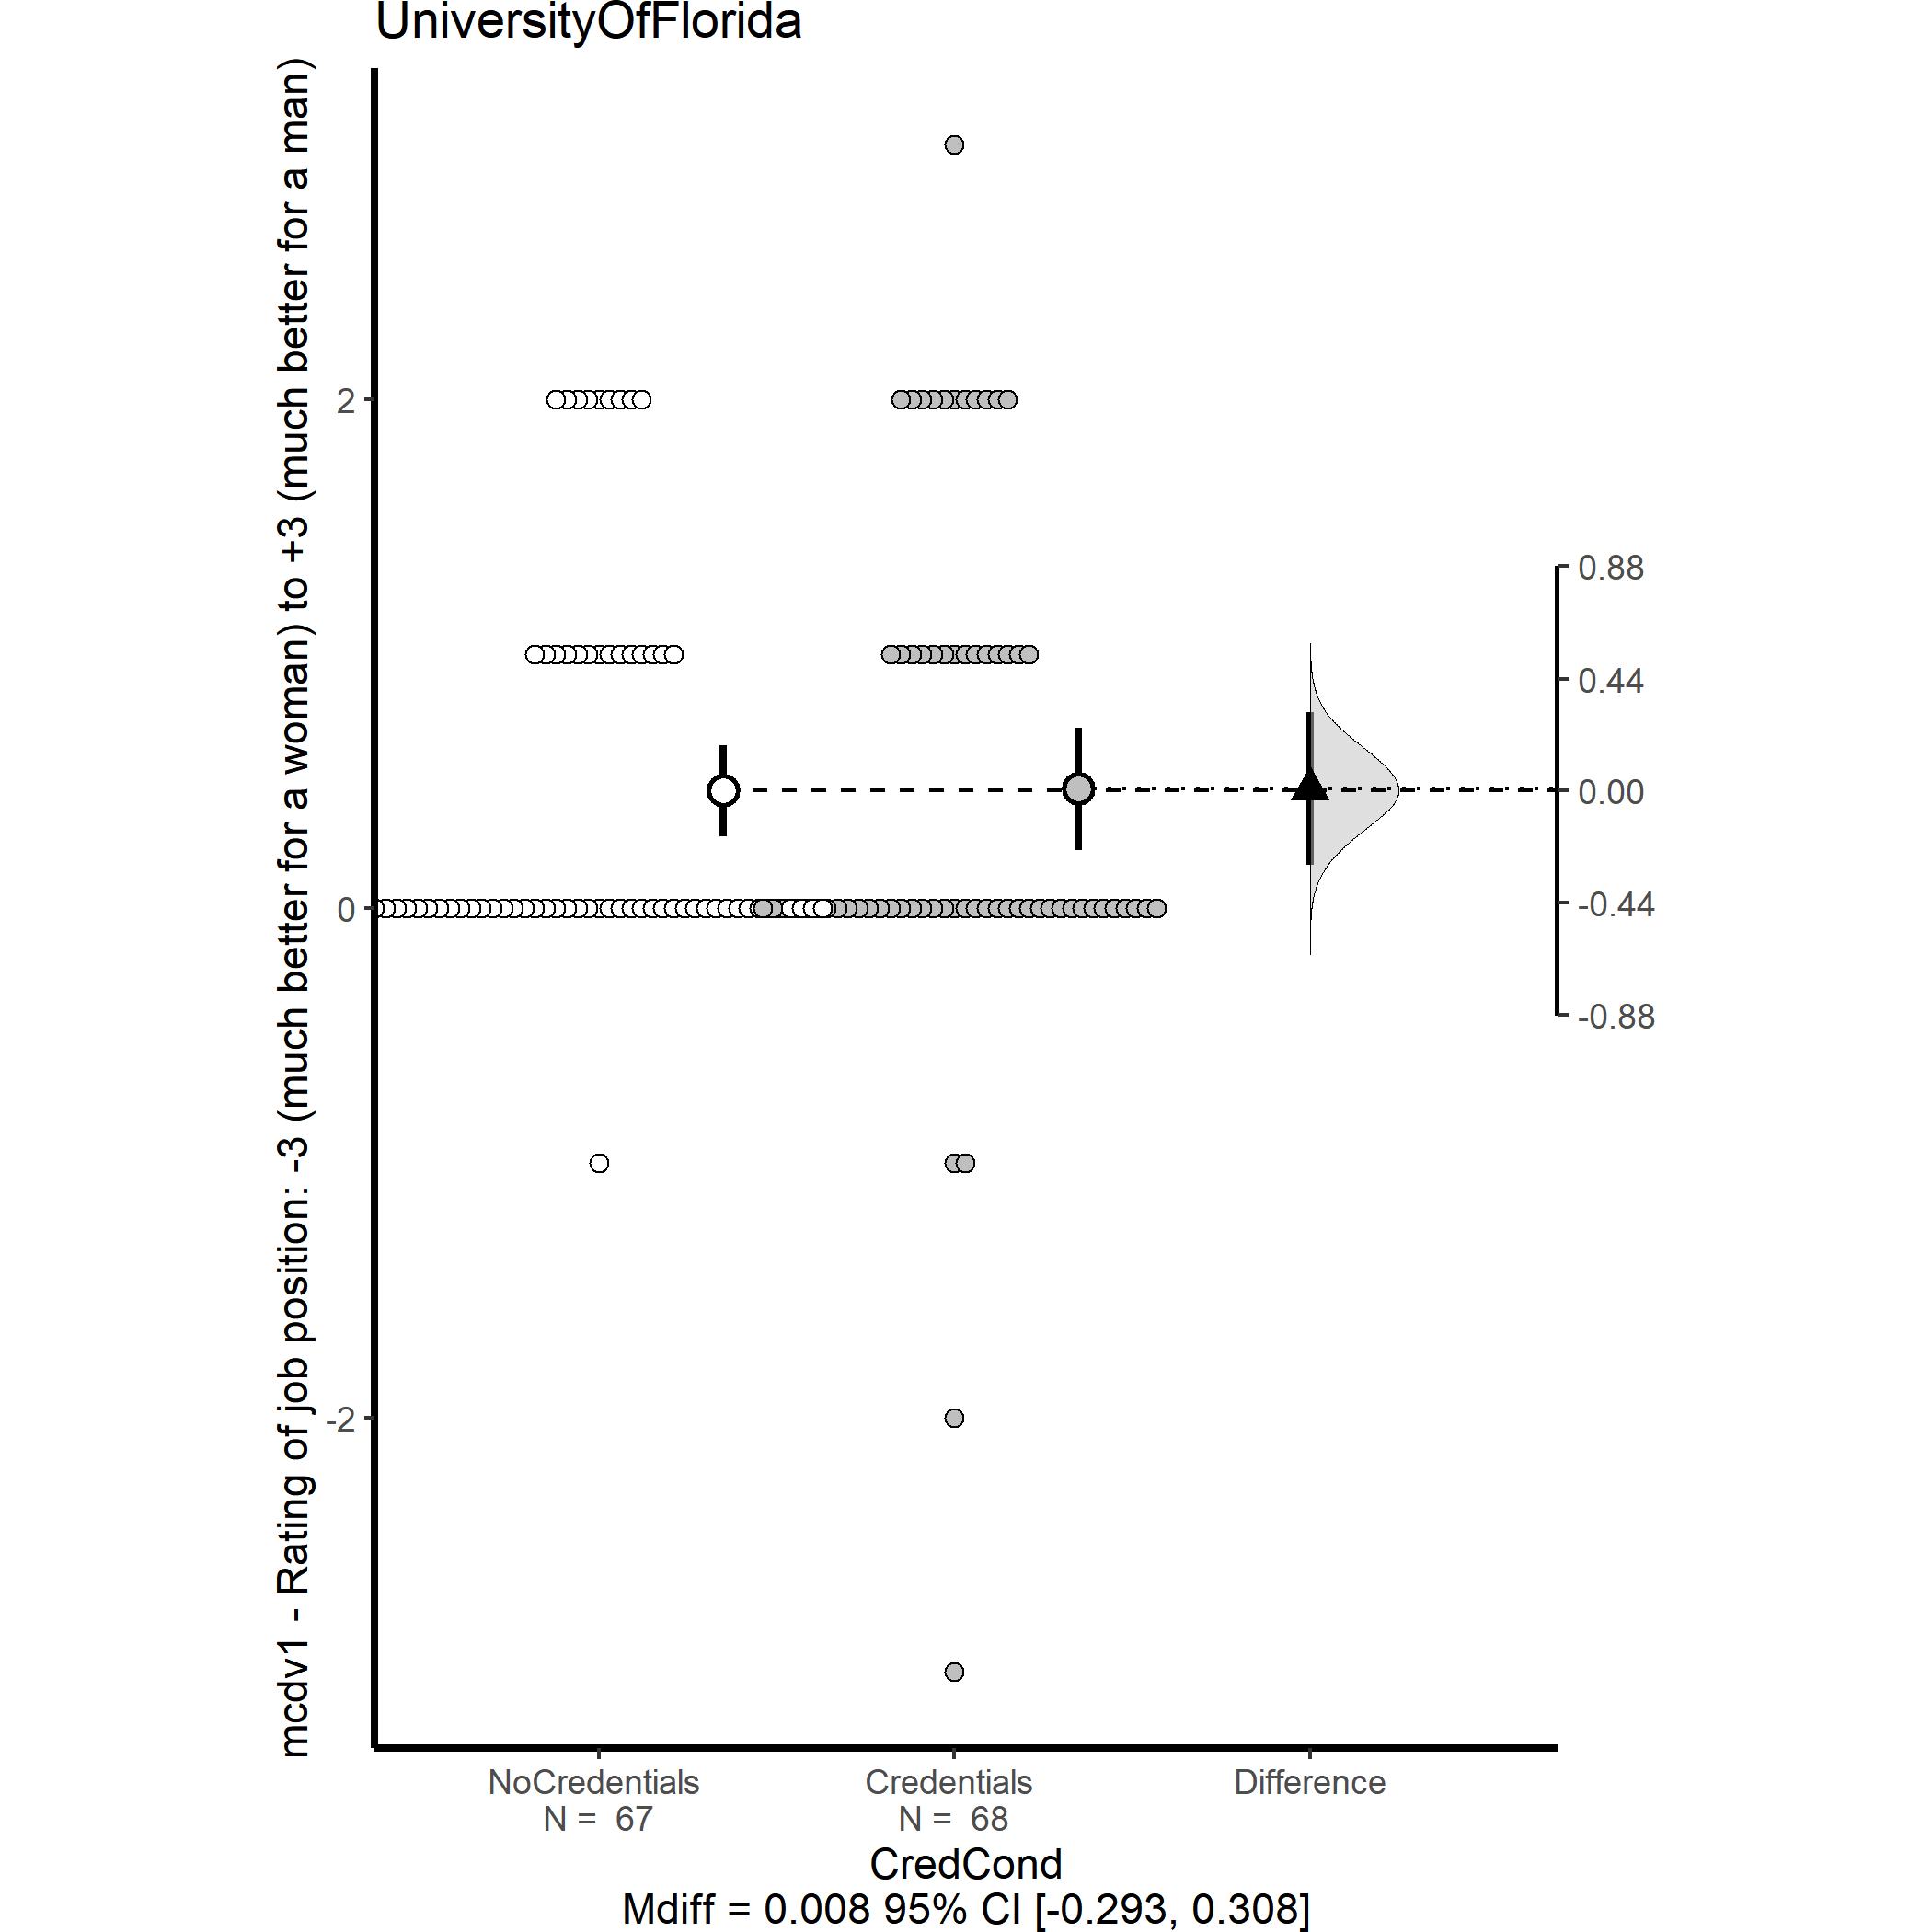 UniversityOfFlorida
mcdv1 - Rating of job position: -3 (much better for a woman) to +3 (much better for a man)
2
0
-2
0.88
0.44
0.00
-0.44
-0.88
NoCredentials
N =  67
Credentials
N =  68
Difference
CredCond
Mdiff = 0.008 95% CI [-0.293, 0.308]